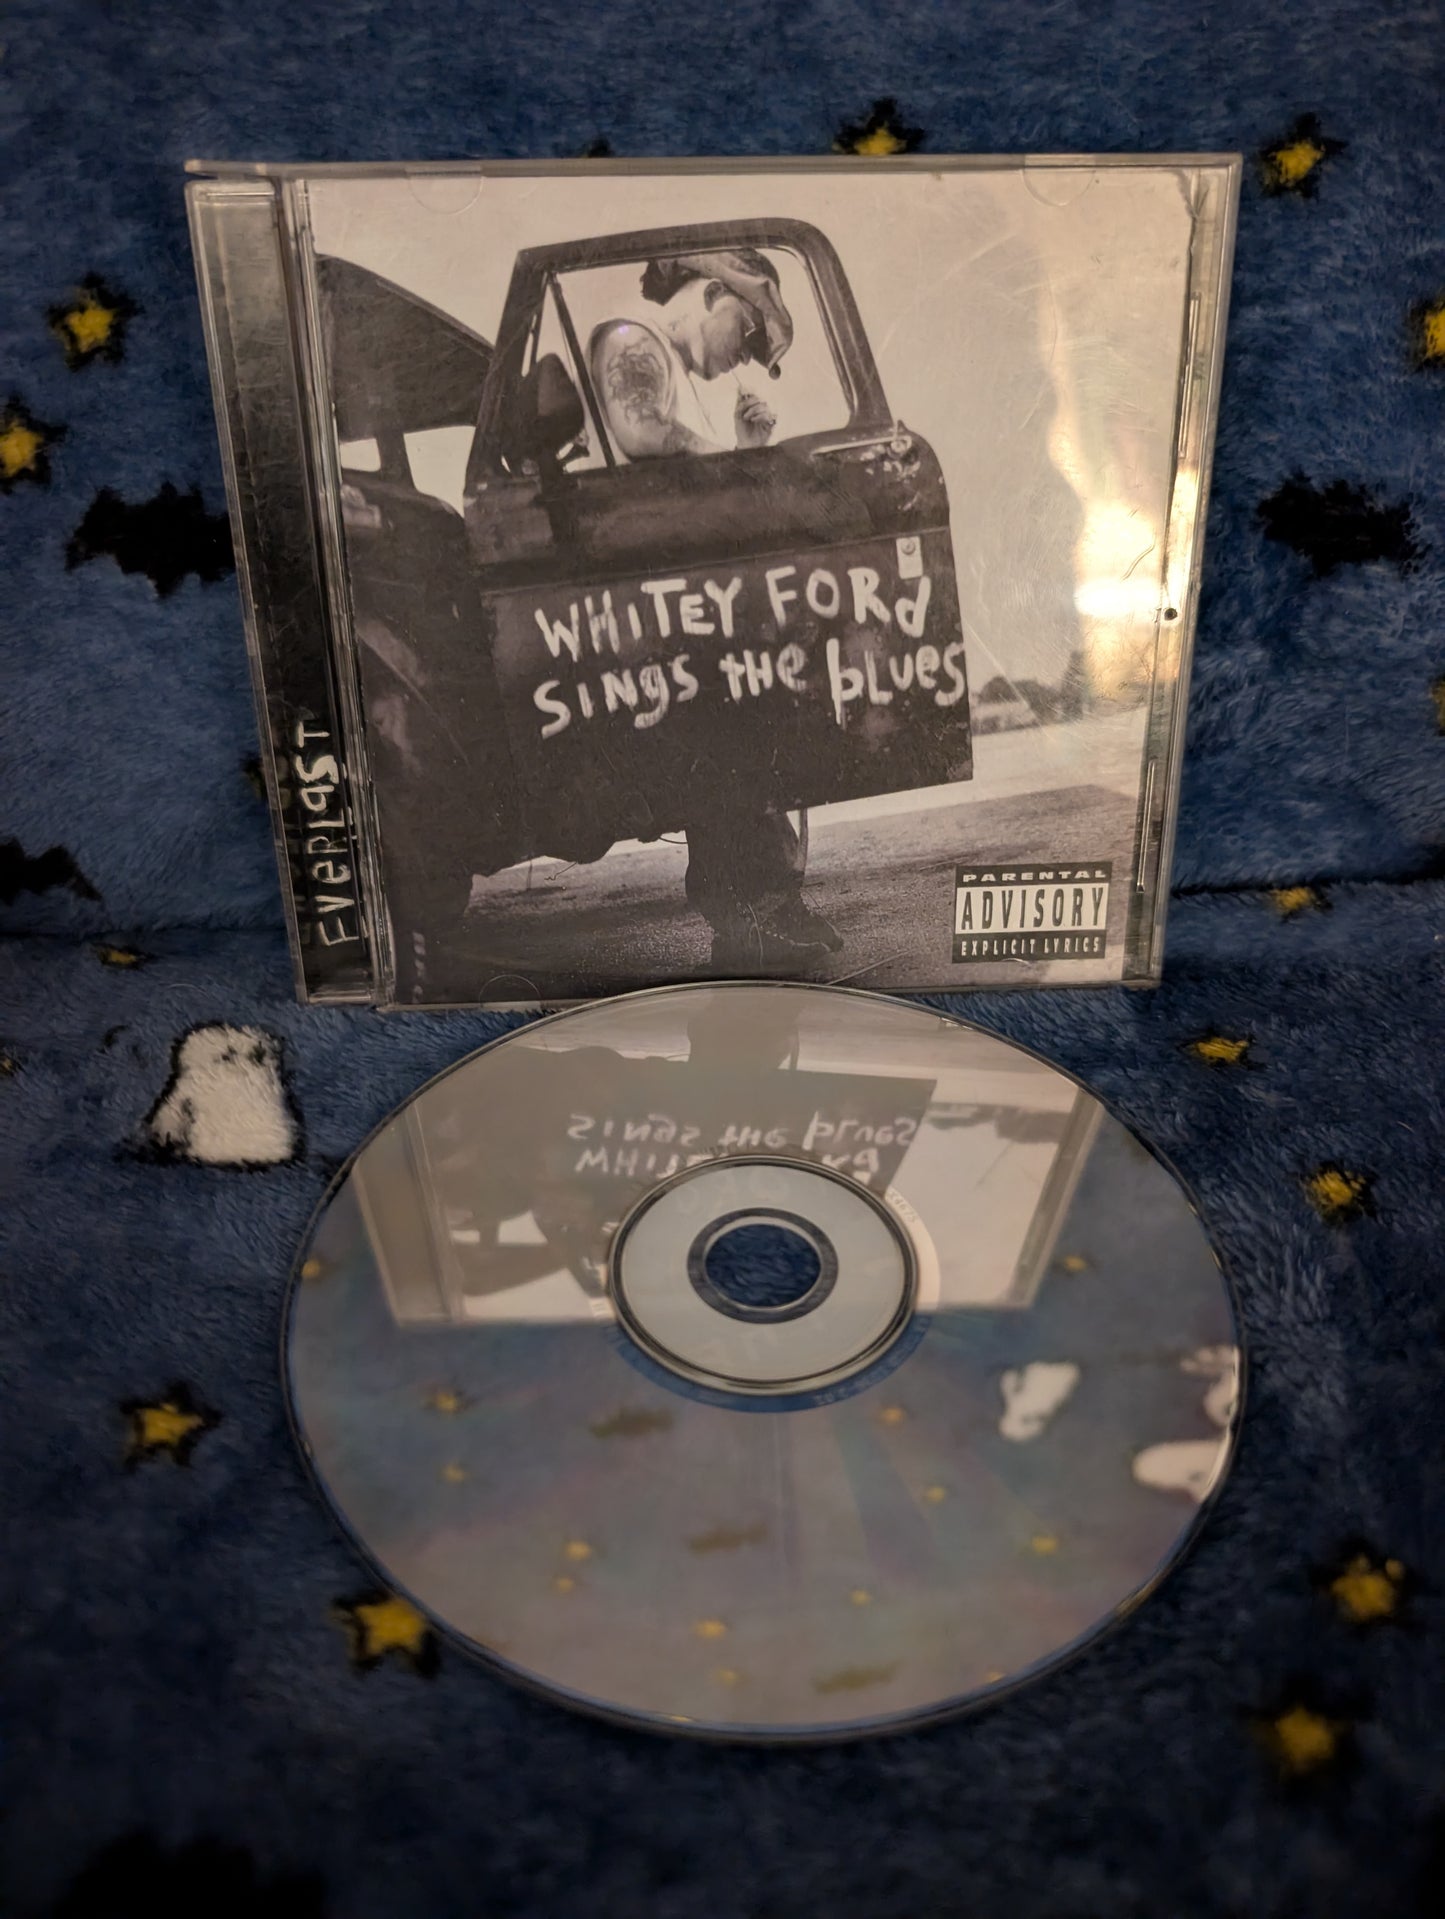 EverLasT
WHiTEY FORd
SiNgS tHe bLues
PARENTAL
ADVISORY
EXPLICIT LYRICS